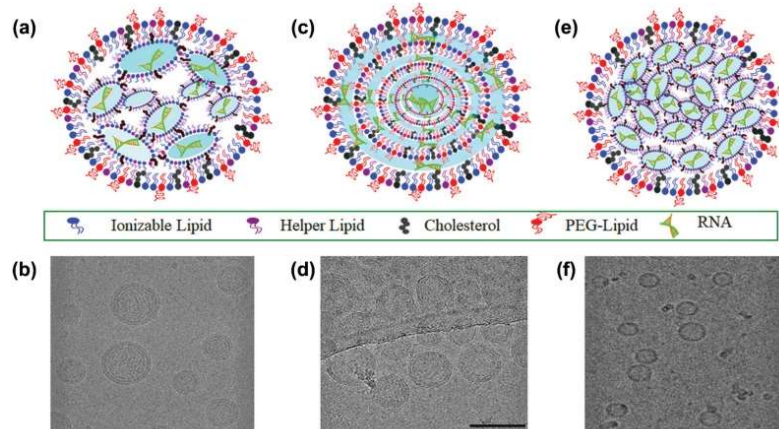 (a) (c) (e)
Ionizable Lipid Helper Lipid Cholesterol PEG-Lipid RNA
(b) (d) (f)